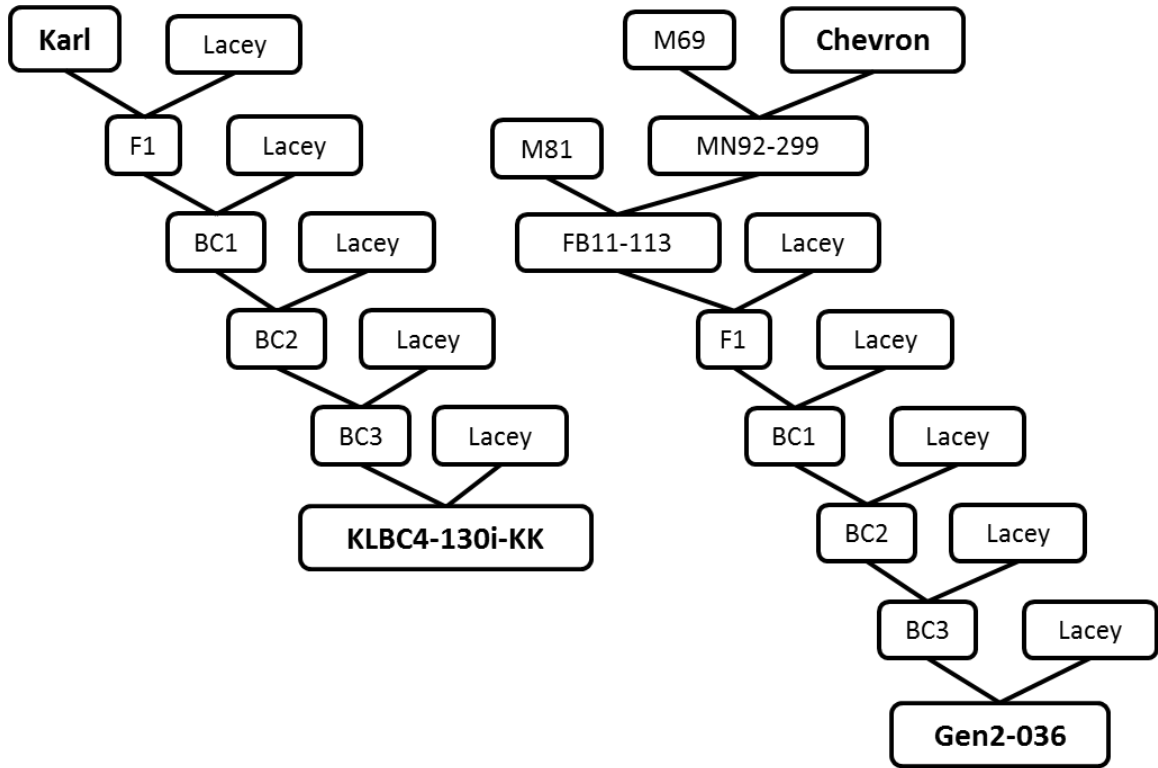 Karl
Lacey
M69
Chevron
F1
Lacey
M81
MN92-299
BC1
Lacey
FB11-113
Lacey
BC2
Lacey
F1
Lacey
BC3
Lacey
BC1
Lacey
KLBC4-130i-KK
BC2
Lacey
BC3
Lacey
Gen2-036